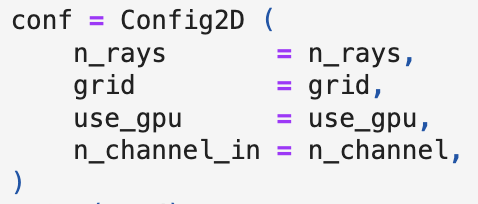 conf = Config2D (
    n_rays       = n_rays,
    grid         = grid,
    use_gpu      = use_gpu,
    n_channel_in = n_channel,
)